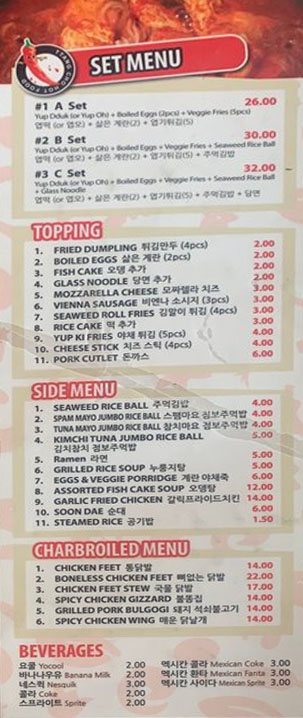 TTANG CHO HOT FOOD
SET MENU
#1 A Set 26.00
Yup Dduk (or Yup Oh) + Boiled Eggs (2pcs) + Veggie Fries (5pcs)
엽떡 (or 엽오) + 삶은 계란(2) + 엽기튀김(5)
#2 B Set 30.00
Yup Dduk (or Yup Oh) + Boiled Eggs + Veggie Fries + Seaweed Rice Ball
엽떡 (or 엽오) + 삶은 계란(2) + 엽기튀김(5) + 주먹김밥
#3 C Set 32.00
Yup Dduk (or Yup Oh) + Boiled Eggs + Veggie Fries + Seaweed Rice Ball
+ Glass Noodle
엽떡 (or 엽오) + 삶은 계란(2) + 엽기튀김(5) + 주먹김밥 + 당면
TOPPING
1. FRIED DUMPLING 튀김만두 (4pcs) 2.00
2. BOILED EGGS 삶은 계란 (2pcs) 2.00
3. FISH CAKE 오뎅 추가 2.00
4. GLASS NOODLE 당면 추가 2.00
5. MOZZARELLA CHEESE 모짜렐라 치즈 3.00
6. VIENNA SAUSAGE 비엔나 소시지 (3pcs) 3.00
7. SEAWEED ROLL FRIES 김말이 튀김 (4pcs) 3.00
8. RICE CAKE 떡 추가 3.00
9. YUP KI FRIES 야채 튀김 (5pcs) 4.00
10. CHEESE STICK 치즈 스틱 (4pcs) 4.00
11. PORK CUTLET 돈까스 6.00
SIDE MENU
1. SEAWEED RICE BALL 주먹김밥 4.00
2. SPAM MAYO JUMBO RICE BALL 스팸마요 점보주먹밥 4.00
3. TUNA MAYO JUMBO RICE BALL 참치마요 점보주먹밥 4.00
4. KIMCHI TUNA JUMBO RICE BALL 5.00
김치참치 점보주먹밥
5. Ramen 라면 5.00
6. GRILLED RICE SOUP 누룽지탕 5.00
7. EGGS & VEGGIE PORRIDGE 계란 야채죽 6.00
8. ASSORTED FISH CAKE SOUP 오뎅탕 12.00
9. GARLIC FRIED CHICKEN 갈릭프라이드치킨 14.00
10. SOON DAE 순대 6.00
11. STEAMED RICE 공기밥 1.50
CHARBROILED MENU
1. CHICKEN FEET 통닭발 14.00
2. BONELESS CHICKEN FEET 뼈없는 닭발 22.00
3. CHICKEN FEET STEW 국물 닭발 17.00
4. SPICY CHICKEN GIZZARD 불똥집 14.00
5. GRILLED PORK BULGOGI 돼지 석쇠불고기 14.00
6. SPICY CHICKEN WING 매운 닭날개 14.00
BEVERAGES
요쿨 Yocool 2.00 멕시칸 콜라 Mexican Coke 3.00
바나나우유 Banana Milk 2.00 멕시칸 환타 Mexican Fanta 3.00
네스퀵 Nesquik 3.00 멕시칸 사이다 Mexican Sprite 3.00
콜라 Coke 2.00
스프라이트 Sprite 2.00